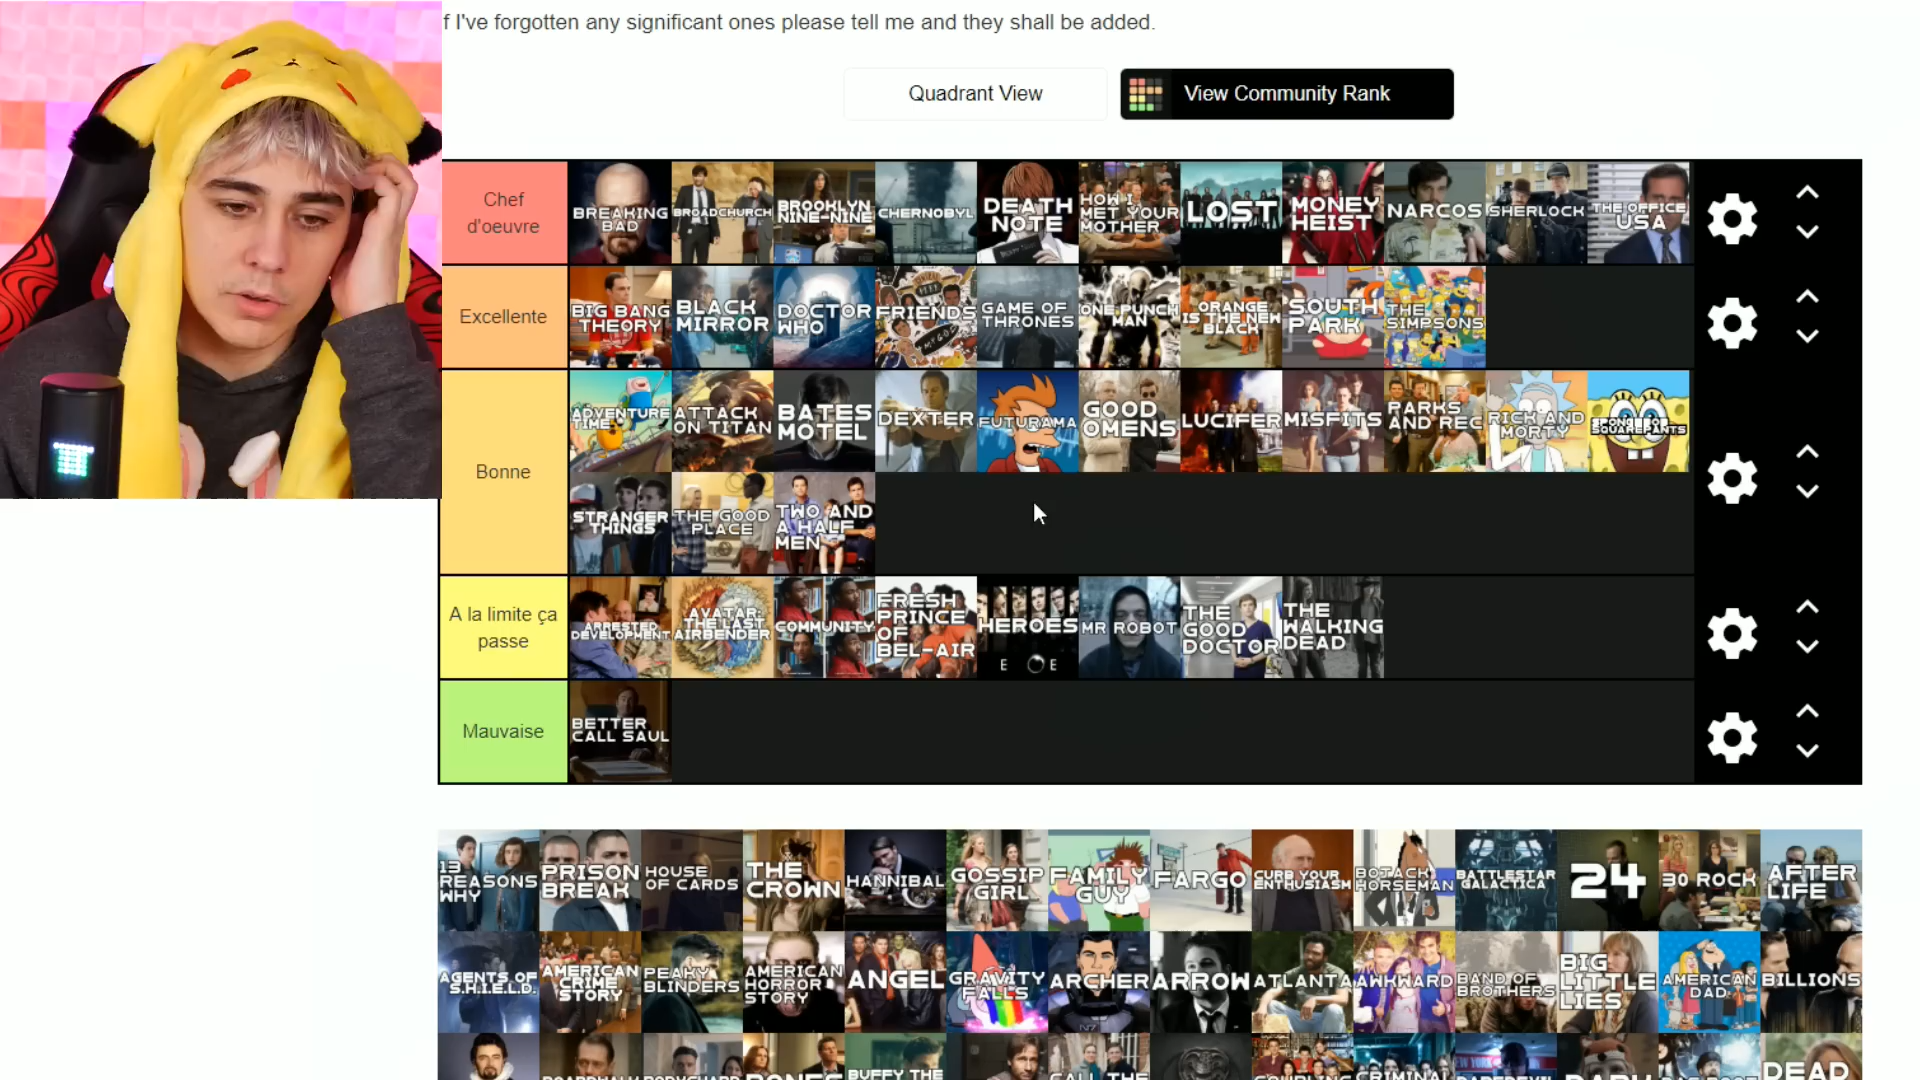 f I've forgotten any significant ones please tell me and they shall be added.
Quadrant View
View Community Rank
Chef
d'oeuvre
BREAKING
BAD
BROADCHURCH
BROOKLYN
NINE-NINE
CHERNOBYL
DEATH
NOTE
HOW I
MET YOUR
MOTHER
LOST
MONEY
HEIST
NARCOS
SHERLOCK
THE OFFICE
USA
Excellente
BIG BANG
THEORY
BLACK
MIRROR
DOCTOR
WHO
FRIENDS
GAME OF
THRONES
ONE PUNCH
MAN
ORANGE
IS THE NEW
BLACK
SOUTH
PARK
THE
SIMPSONS
Bonne
ADVENTURE
TIME
ATTACK
ON TITAN
BATES
MOTEL
DEXTER
FUTURAMA
GOOD
OMENS
LUCIFER
MISFITS
PARKS
AND REC
RICK AND
MORTY
SPONGEBOB
SQUAREPANTS
STRANGER
THINGS
THE GOOD
PLACE
TWO AND
A HALF
MEN
A la limite ça
passe
ARRESTED
DEVELOPMENT
AVATAR:
THE LAST
AIRBENDER
COMMUNITY
FRESH
PRINCE
OF
BEL-AIR
HEROES
MR ROBOT
THE
GOOD
DOCTOR
THE
WALKING
DEAD
Mauvaise
BETTER
CALL SAUL
13
REASONS
WHY
PRISON
BREAK
HOUSE
OF CARDS
THE
CROWN
HANNIBAL
GOSSIP
GIRL
FAMILY
GUY
FARGO
CURB YOUR
ENTHUSIASM
BOJACK
HORSEMAN
BATTLESTAR
GALACTICA
24
30 ROCK
AFTER
LIFE
AGENTS OF
S.H.I.E.L.D.
AMERICAN
CRIME
STORY
PEAKY
BLINDERS
AMERICAN
HORROR
STORY
ANGEL
GRAVITY
FALLS
ARCHER
ARROW
ATLANTA
AWKWARD
BAND OF
BROTHERS
BIG
LITTLE
LIES
AMERICAN
DAD
BILLIONS
BUFFY THE
CALL THE
DEAD